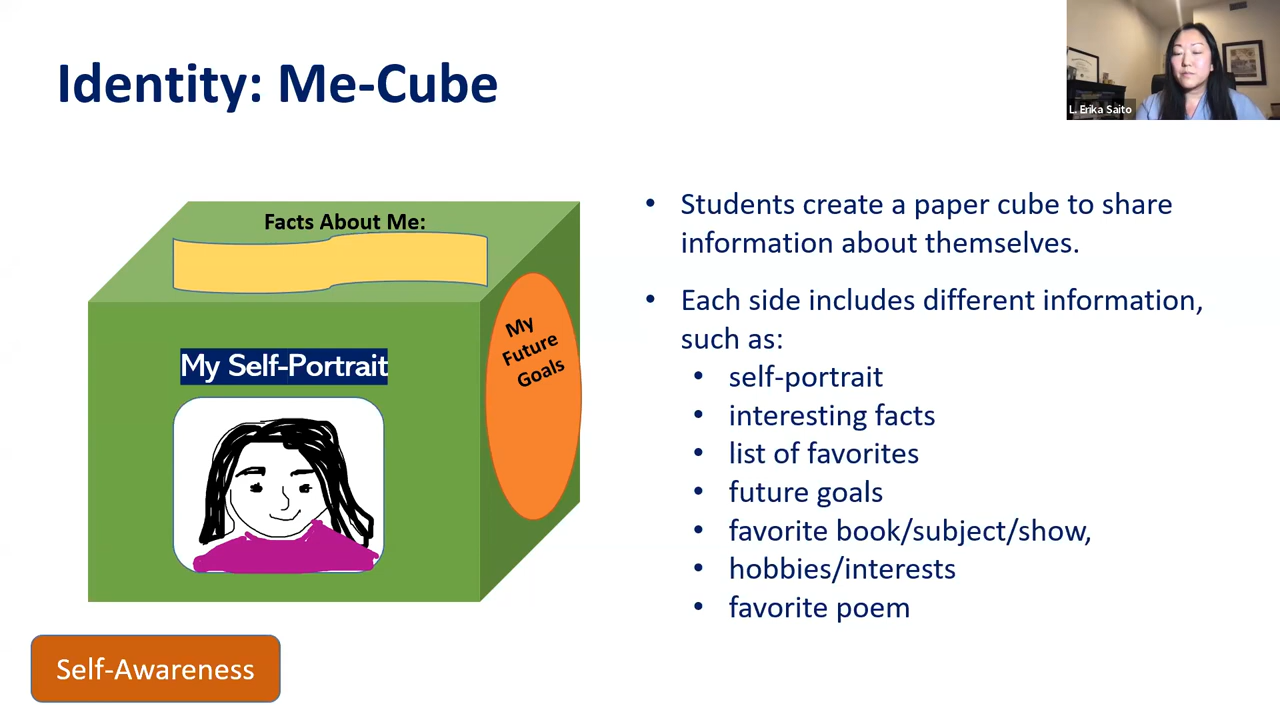 Identity: Me-Cube
L. Erika Saito
Facts About Me:
My Self-Portrait
My
Future
Goals
• Students create a paper cube to share
information about themselves.
• Each side includes different information,
such as:
• self-portrait
• interesting facts
• list of favorites
• future goals
• favorite book/subject/show,
• hobbies/interests
• favorite poem
Self-Awareness